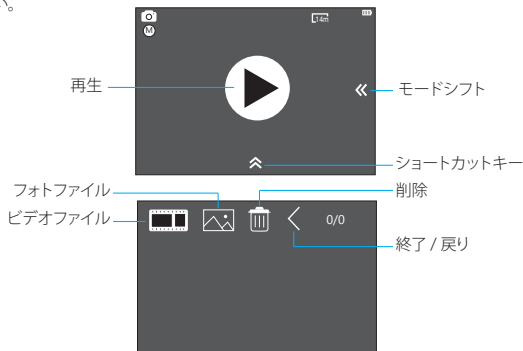 い。
14m
M
再生
モードシフト
ショートカットキー
フォトファイル
削除
ビデオファイル
0/0
終了 / 戻り